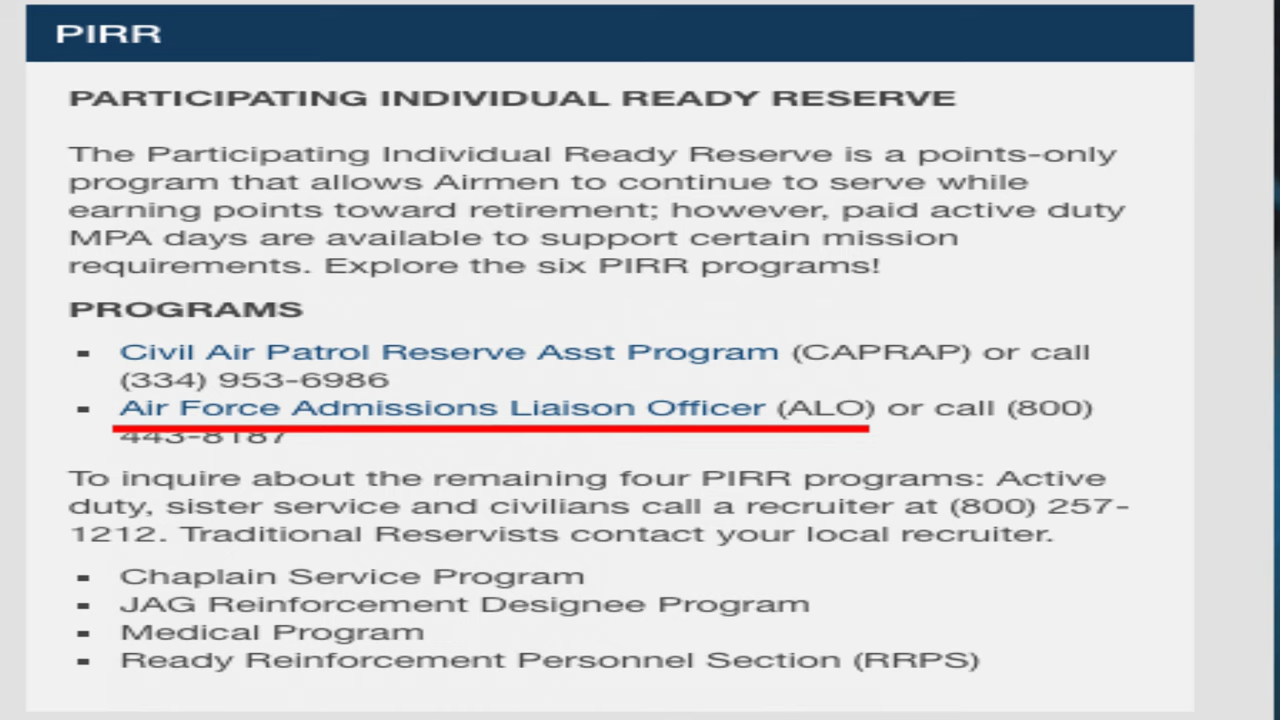 PIRR
PARTICIPATING INDIVIDUAL READY RESERVE
The Participating Individual Ready Reserve is a points-only
program that allows Airmen to continue to serve while
earning points toward retirement; however, paid active duty
MPA days are available to support certain mission
requirements. Explore the six PIRR programs!
PROGRAMS
▪ Civil Air Patrol Reserve Asst Program (CAPRAP) or call
(334) 953-6986
▪ Air Force Admissions Liaison Officer (ALO) or call (800)
443-8187
To inquire about the remaining four PIRR programs: Active
duty, sister service and civilians call a recruiter at (800) 257-
1212. Traditional Reservists contact your local recruiter.
▪ Chaplain Service Program
▪ JAG Reinforcement Designee Program
▪ Medical Program
▪ Ready Reinforcement Personnel Section (RRPS)